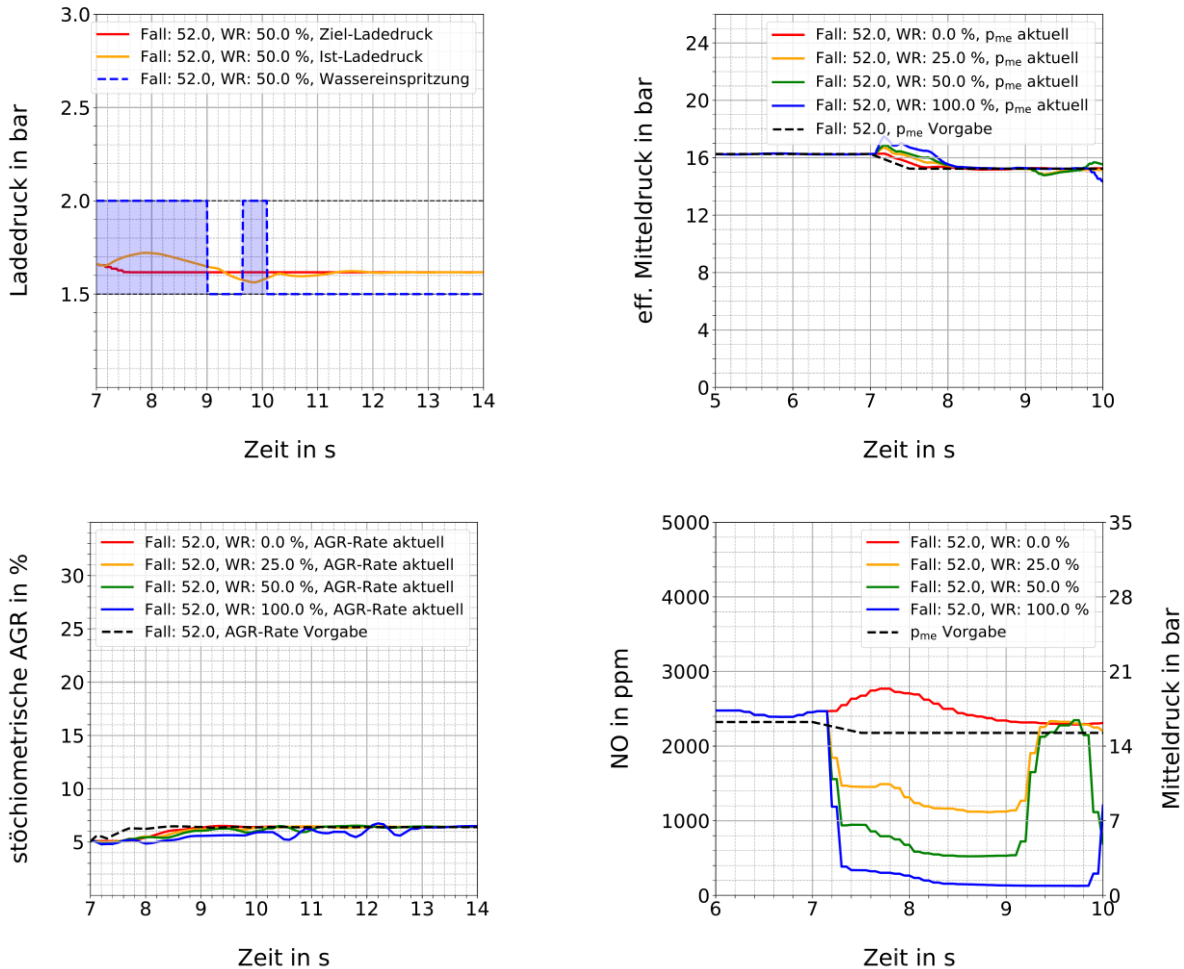 3.0
2.5
2.0
1.5
7 8 9 10 11 12 13 14
Ladedruck in bar
Zeit in s
Fall: 52.0, WR: 50.0 %, Ziel-Ladedruck
Fall: 52.0, WR: 50.0 %, Ist-Ladedruck
Fall: 52.0, WR: 50.0 %, Wassereinspritzung
24
20
16
12
8
4
0
5 6 7 8 9 10
eff. Mitteldruck in bar
Zeit in s
Fall: 52.0, WR: 0.0 %, pme aktuell
Fall: 52.0, WR: 25.0 %, pme aktuell
Fall: 52.0, WR: 50.0 %, pme aktuell
Fall: 52.0, WR: 100.0 %, pme aktuell
Fall: 52.0, pme Vorgabe
30
25
20
15
10
5
7 8 9 10 11 12 13 14
stöchiometrische AGR in %
Zeit in s
Fall: 52.0, WR: 0.0 %, AGR-Rate aktuell
Fall: 52.0, WR: 25.0 %, AGR-Rate aktuell
Fall: 52.0, WR: 50.0 %, AGR-Rate aktuell
Fall: 52.0, WR: 100.0 %, AGR-Rate aktuell
Fall: 52.0, AGR-Rate Vorgabe
5000
4000
3000
2000
1000
0
6 7 8 9 10
NO in ppm
Zeit in s
35
28
21
15
7
0
Mitteldruck in bar
Fall: 52.0, WR: 0.0 %
Fall: 52.0, WR: 25.0 %
Fall: 52.0, WR: 50.0 %
Fall: 52.0, WR: 100.0 %
pme Vorgabe